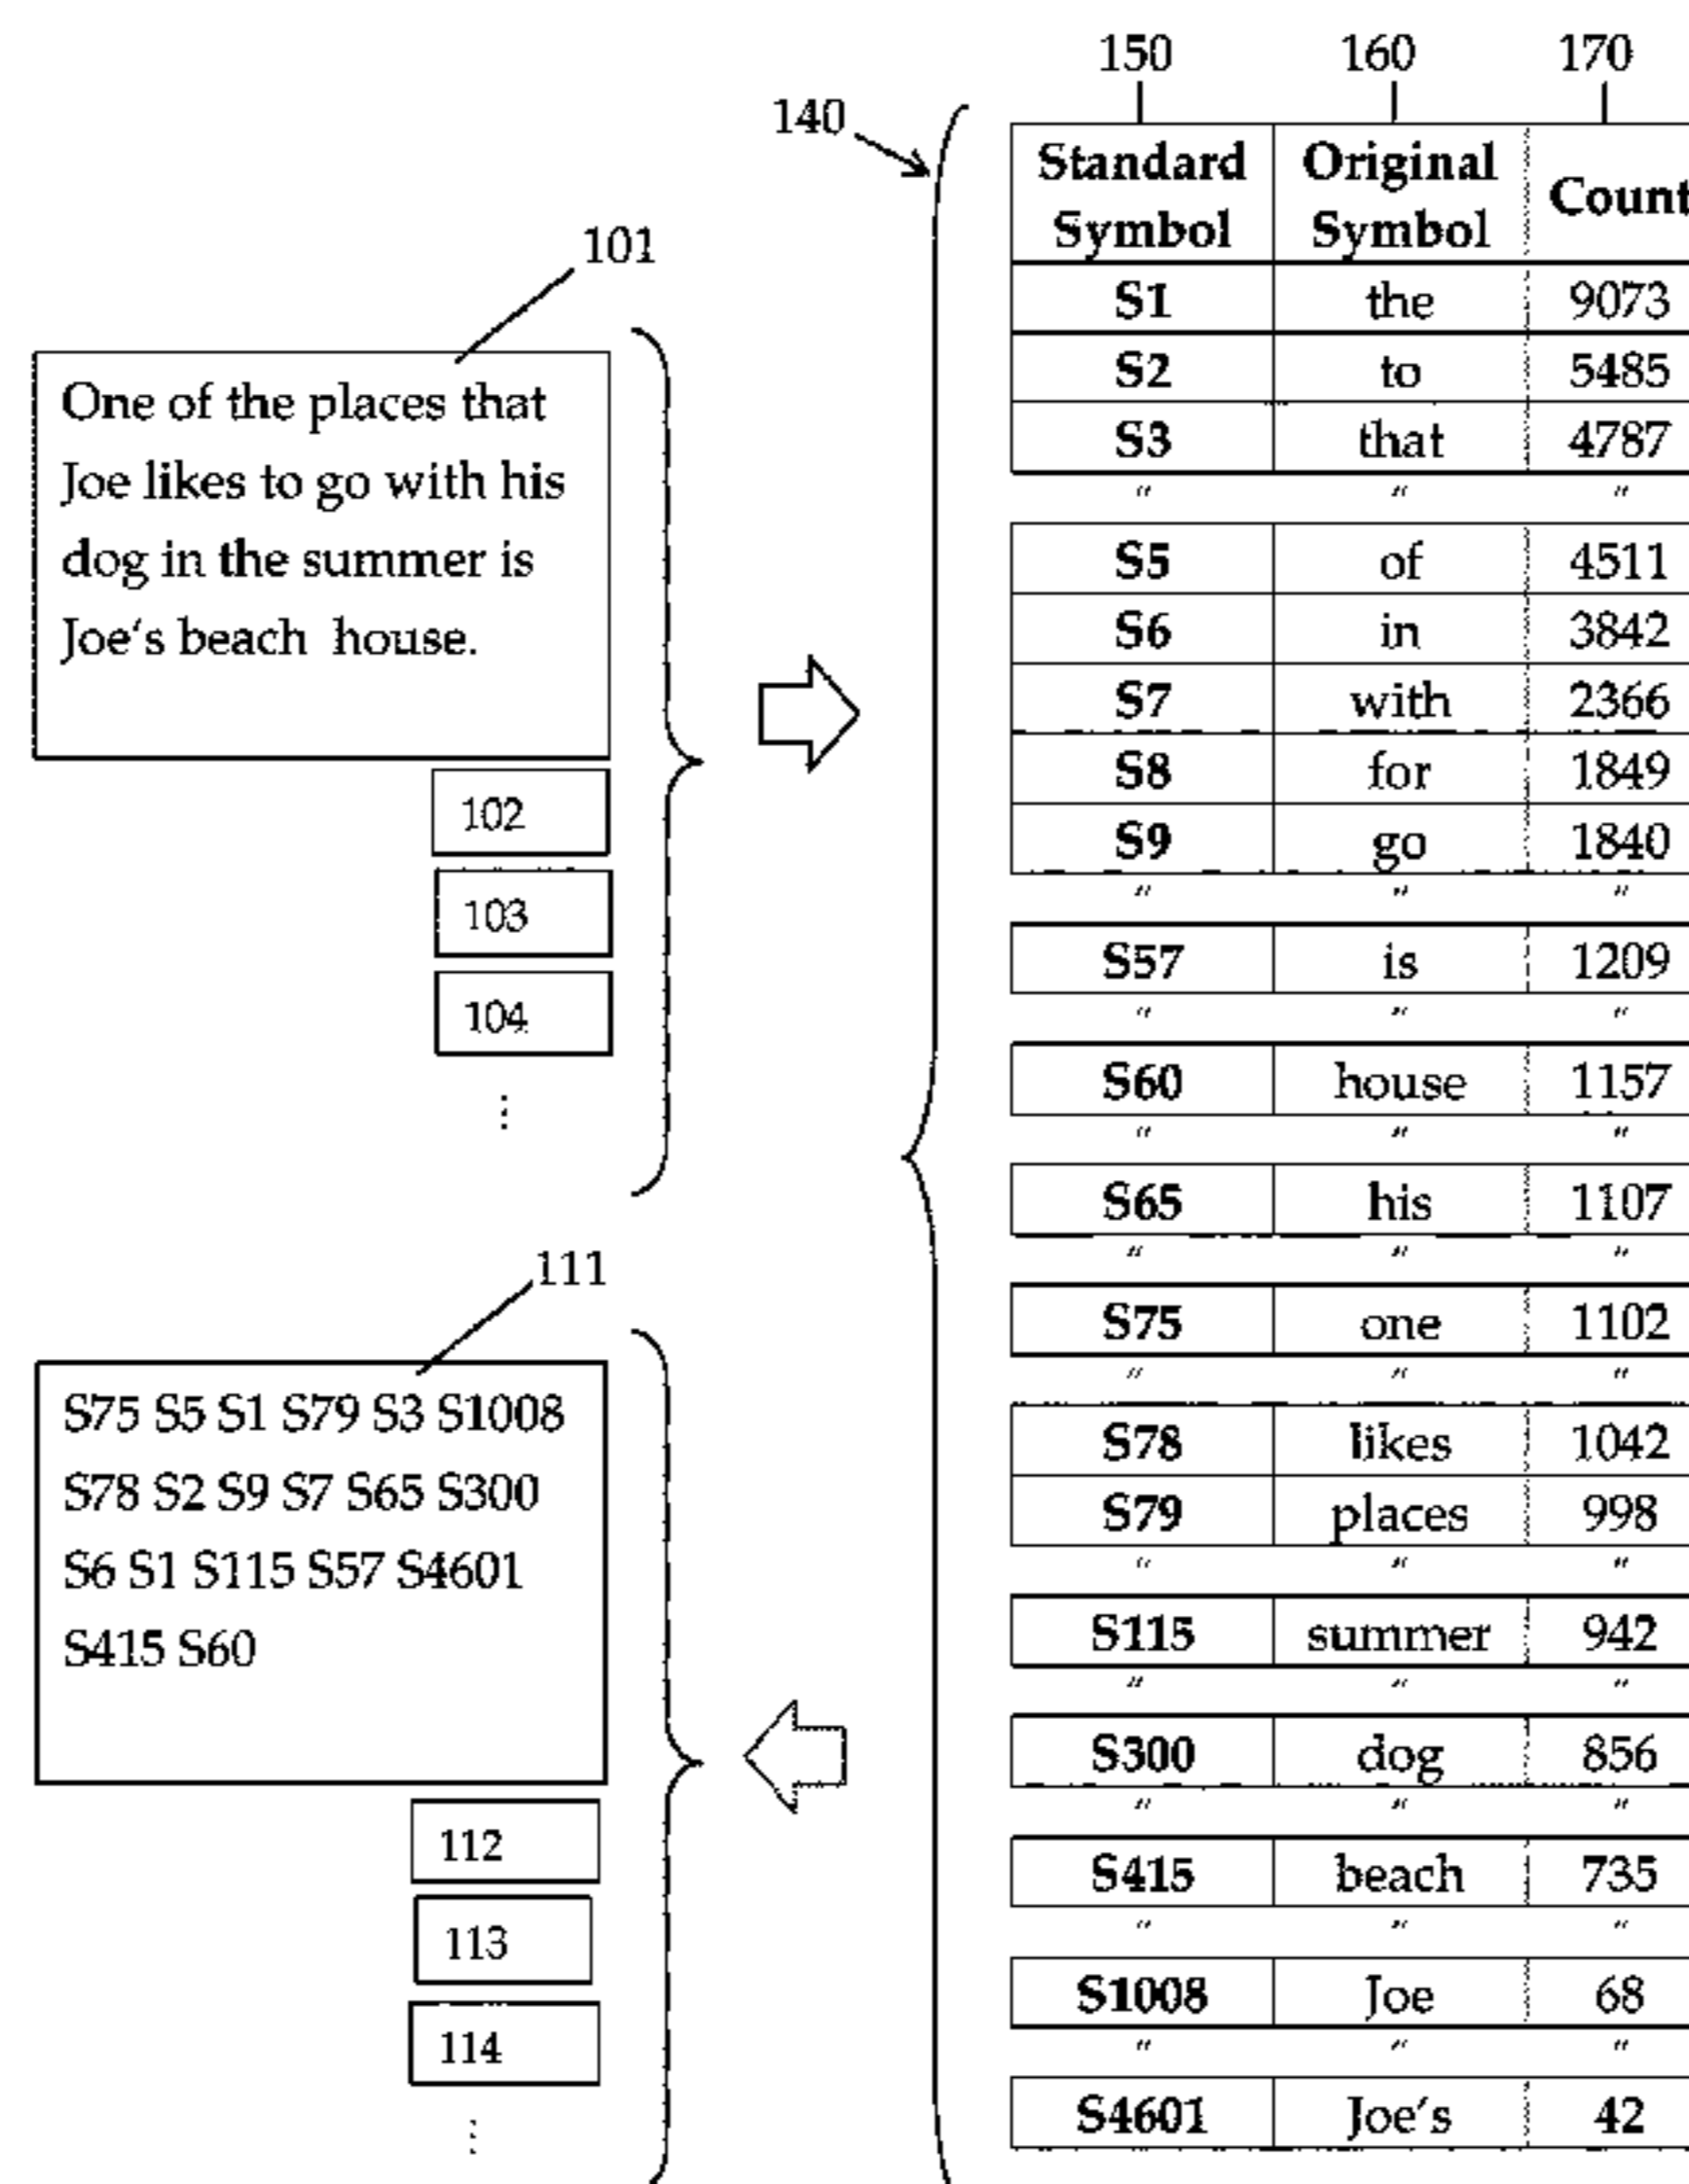 150 160 170
140
Standard Symbol Original Symbol Count
S1 the 9073
S2 to 5485
S3 that 4787
" " "
S5 of 4511
S6 in 3842
S7 with 2366
S8 for 1849
S9 go 1840
" " "
S57 is 1209
" " "
S60 house 1157
" " "
S65 his 1107
" " "
S75 one 1102
" " "
S78 likes 1042
S79 places 998
" " "
S115 summer 942
" " "
S300 dog 856
" " "
S415 beach 735
" " "
S1008 Joe 68
" " "
S4601 Joe's 42
101
One of the places that
Joe likes to go with his
dog in the summer is
Joe's beach house.
102
103
104
⋮
111
S75 S5 S1 S79 S3 S1008
S78 S2 S9 S7 S65 S300
S6 S1 S115 S57 S4601
S415 S60
112
113
114
⋮